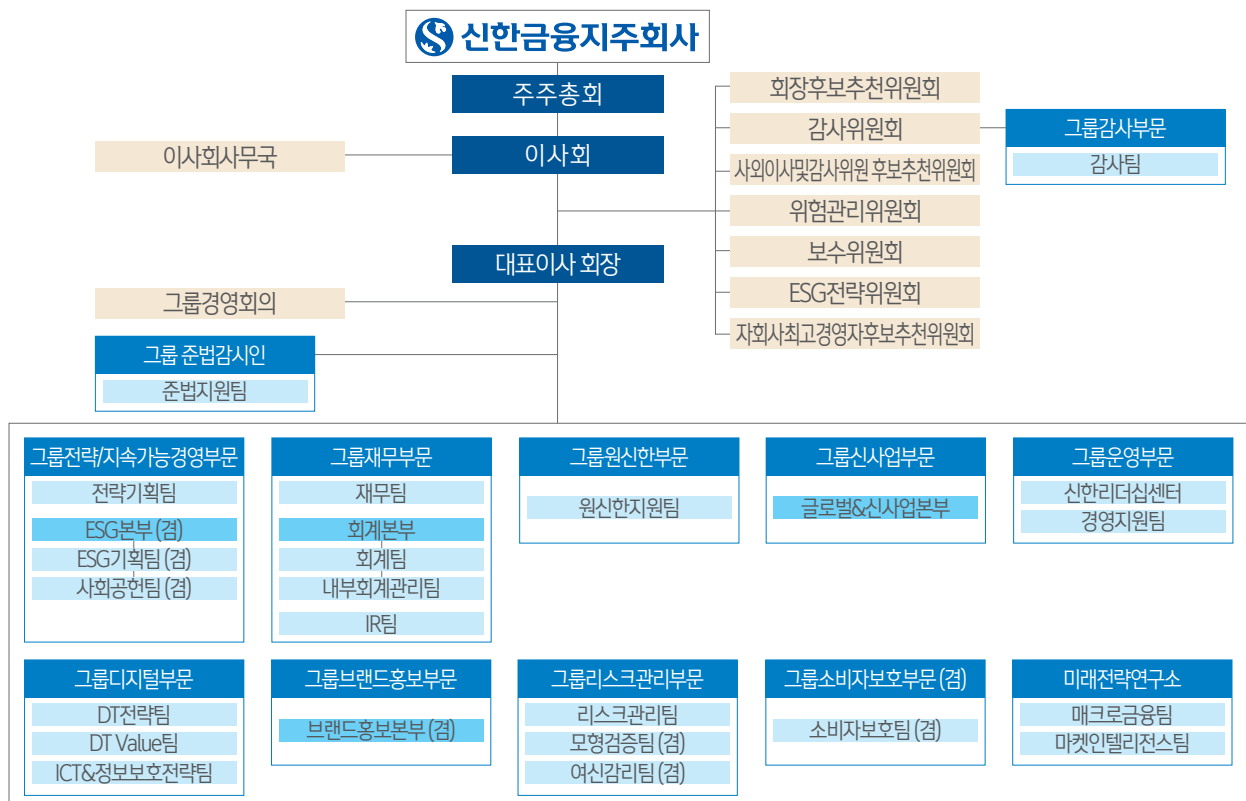 신한금융지주회사
주주총회
이사회
이사회사무국
회장후보추천위원회
감사위원회
사외이사및감사위원 후보추천위원회
위험관리위원회
보수위원회
ESG전략위원회
자회사최고경영자후보추천위원회
그룹감사부문
감사팀
대표이사 회장
그룹경영회의
그룹 준법감시인
준법지원팀
그룹전략/지속가능경영부문
전략기획팀
ESG본부 (겸)
ESG기획팀 (겸)
사회공헌팀 (겸)
그룹재무부문
재무팀
회계본부
회계팀
내부회계관리팀
IR팀
그룹원신한부문
원신한지원팀
그룹신사업부문
글로벌&신사업본부
그룹운영부문
신한리더십센터
경영지원팀
그룹디지털부문
DT전략팀
DT Value팀
ICT&정보보호전략팀
그룹브랜드홍보부문
브랜드홍보본부 (겸)
그룹리스크관리부문
리스크관리팀
모형검증팀 (겸)
여신감리팀 (겸)
그룹소비자보호부문 (겸)
소비자보호팀 (겸)
미래전략연구소
매크로금융팀
마켓인텔리전스팀